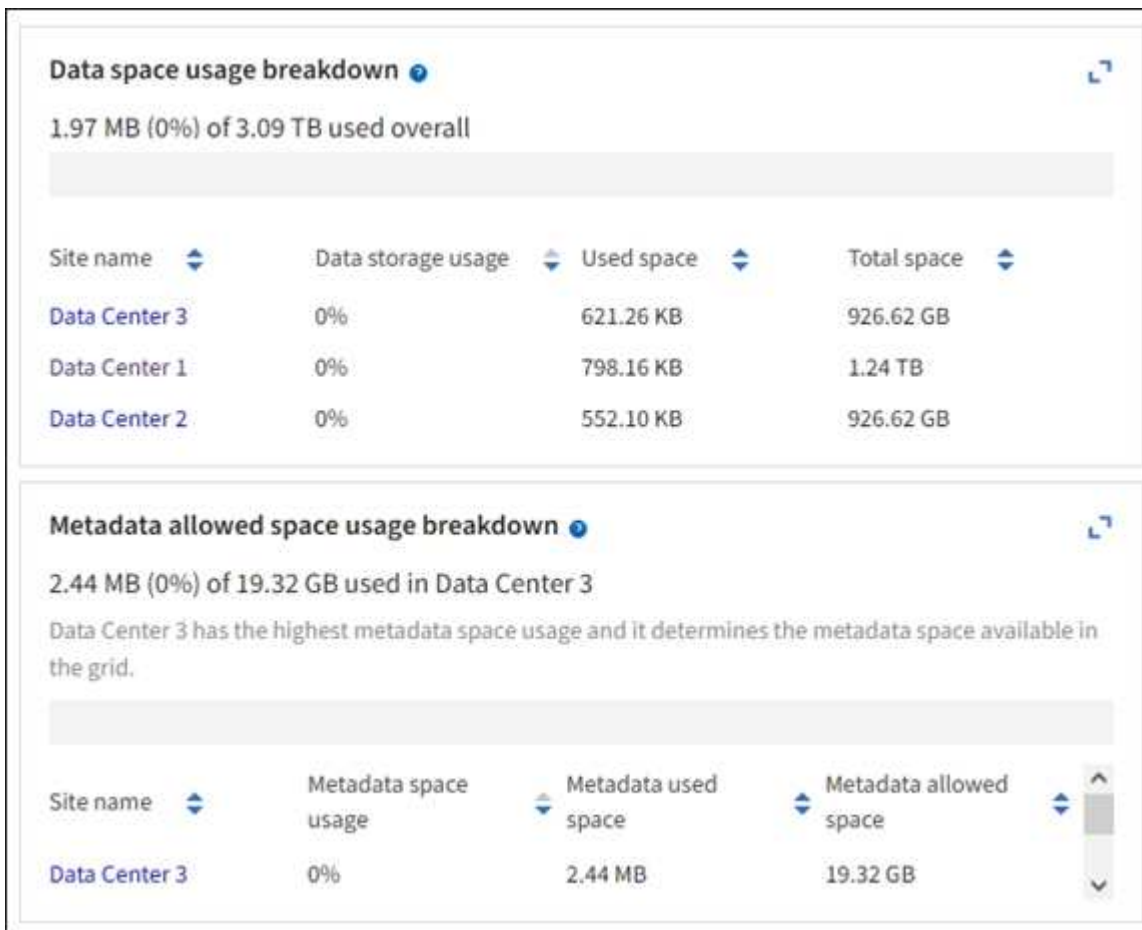 Data space usage breakdown
1.97 MB (0%) of 3.09 TB used overall
Site name Data storage usage Used space Total space
Data Center 3 0% 621.26 KB 926.62 GB
Data Center 1 0% 798.16 KB 1.24 TB
Data Center 2 0% 552.10 KB 926.62 GB
Metadata allowed space usage breakdown
2.44 MB (0%) of 19.32 GB used in Data Center 3
Data Center 3 has the highest metadata space usage and it determines the metadata space available in
the grid.
Site name Metadata space usage Metadata used space Metadata allowed space
Data Center 3 0% 2.44 MB 19.32 GB